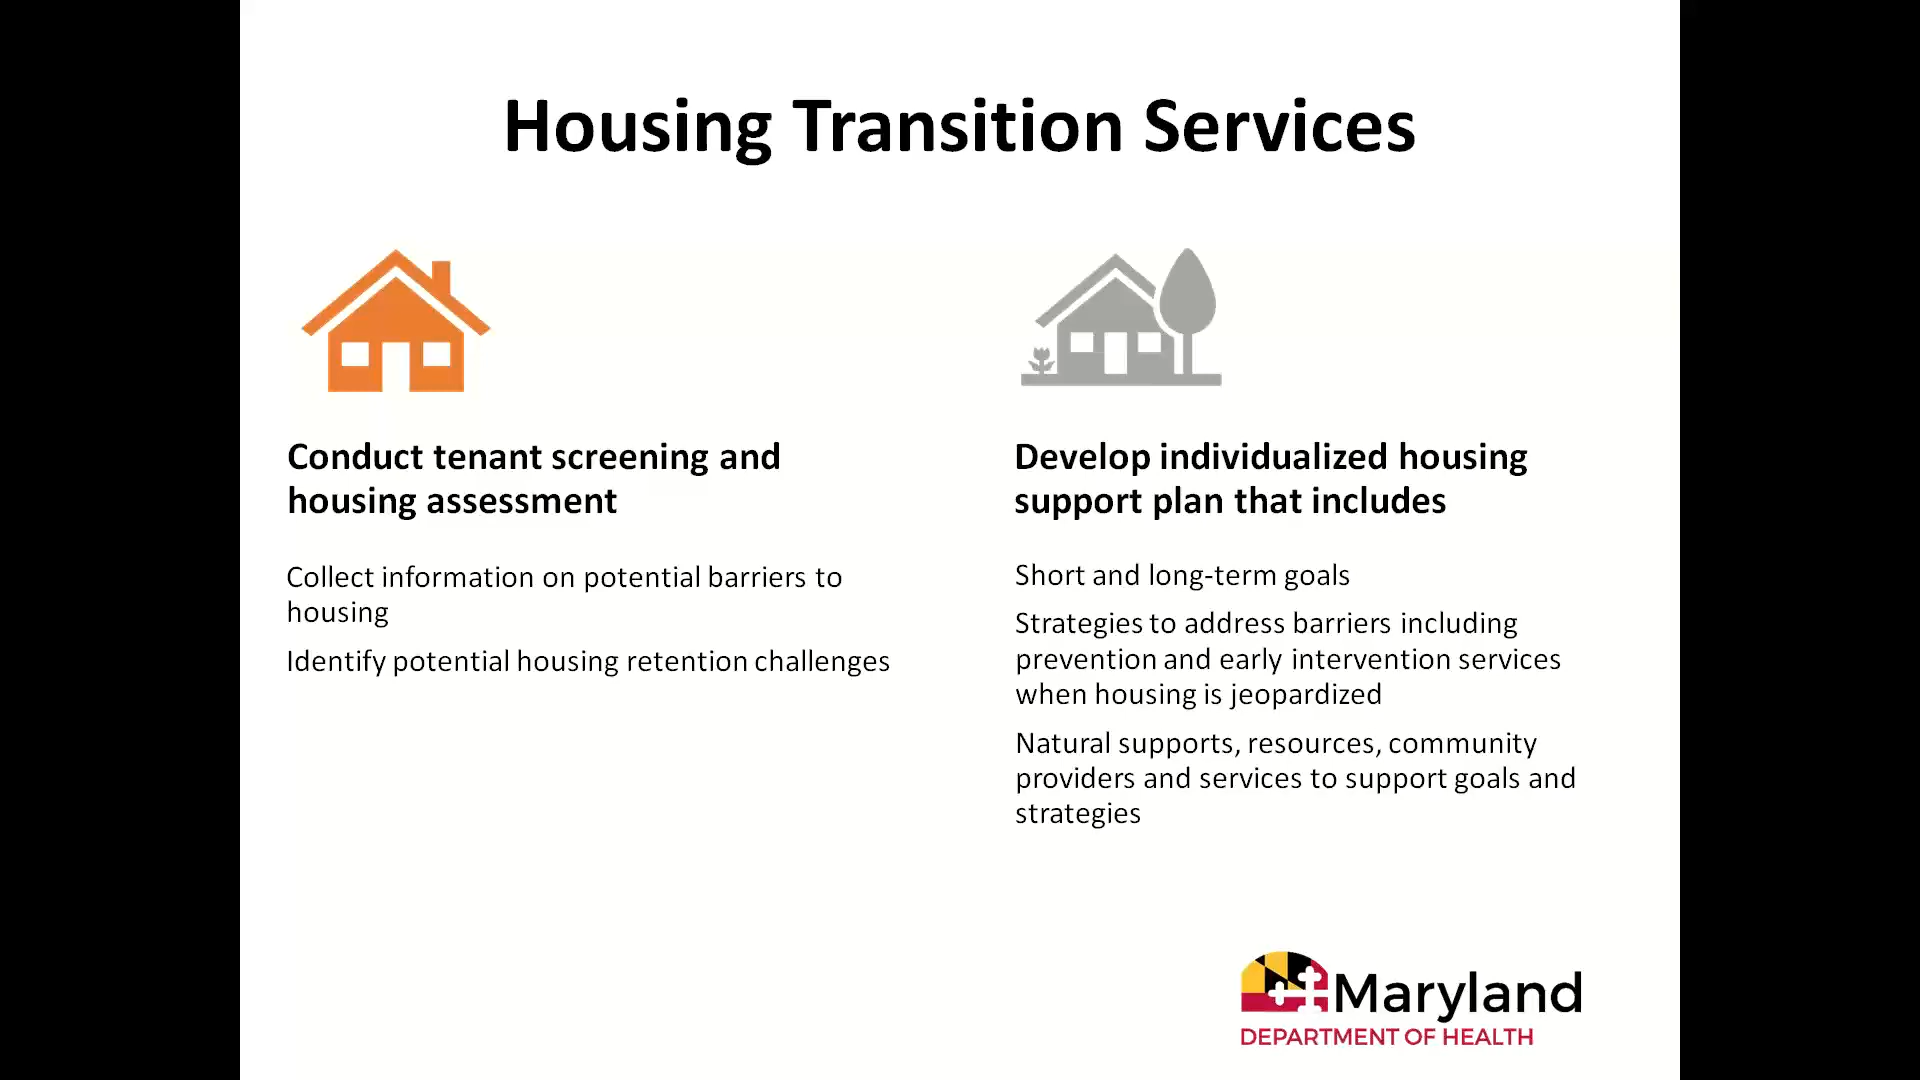 Housing Transition Services
Conduct tenant screening and
housing assessment
Collect information on potential barriers to
housing
Identify potential housing retention challenges
Develop individualized housing
support plan that includes
Short and long-term goals
Strategies to address barriers including
prevention and early intervention services
when housing is jeopardized
Natural supports, resources, community
providers and services to support goals and
strategies
Maryland
DEPARTMENT OF HEALTH